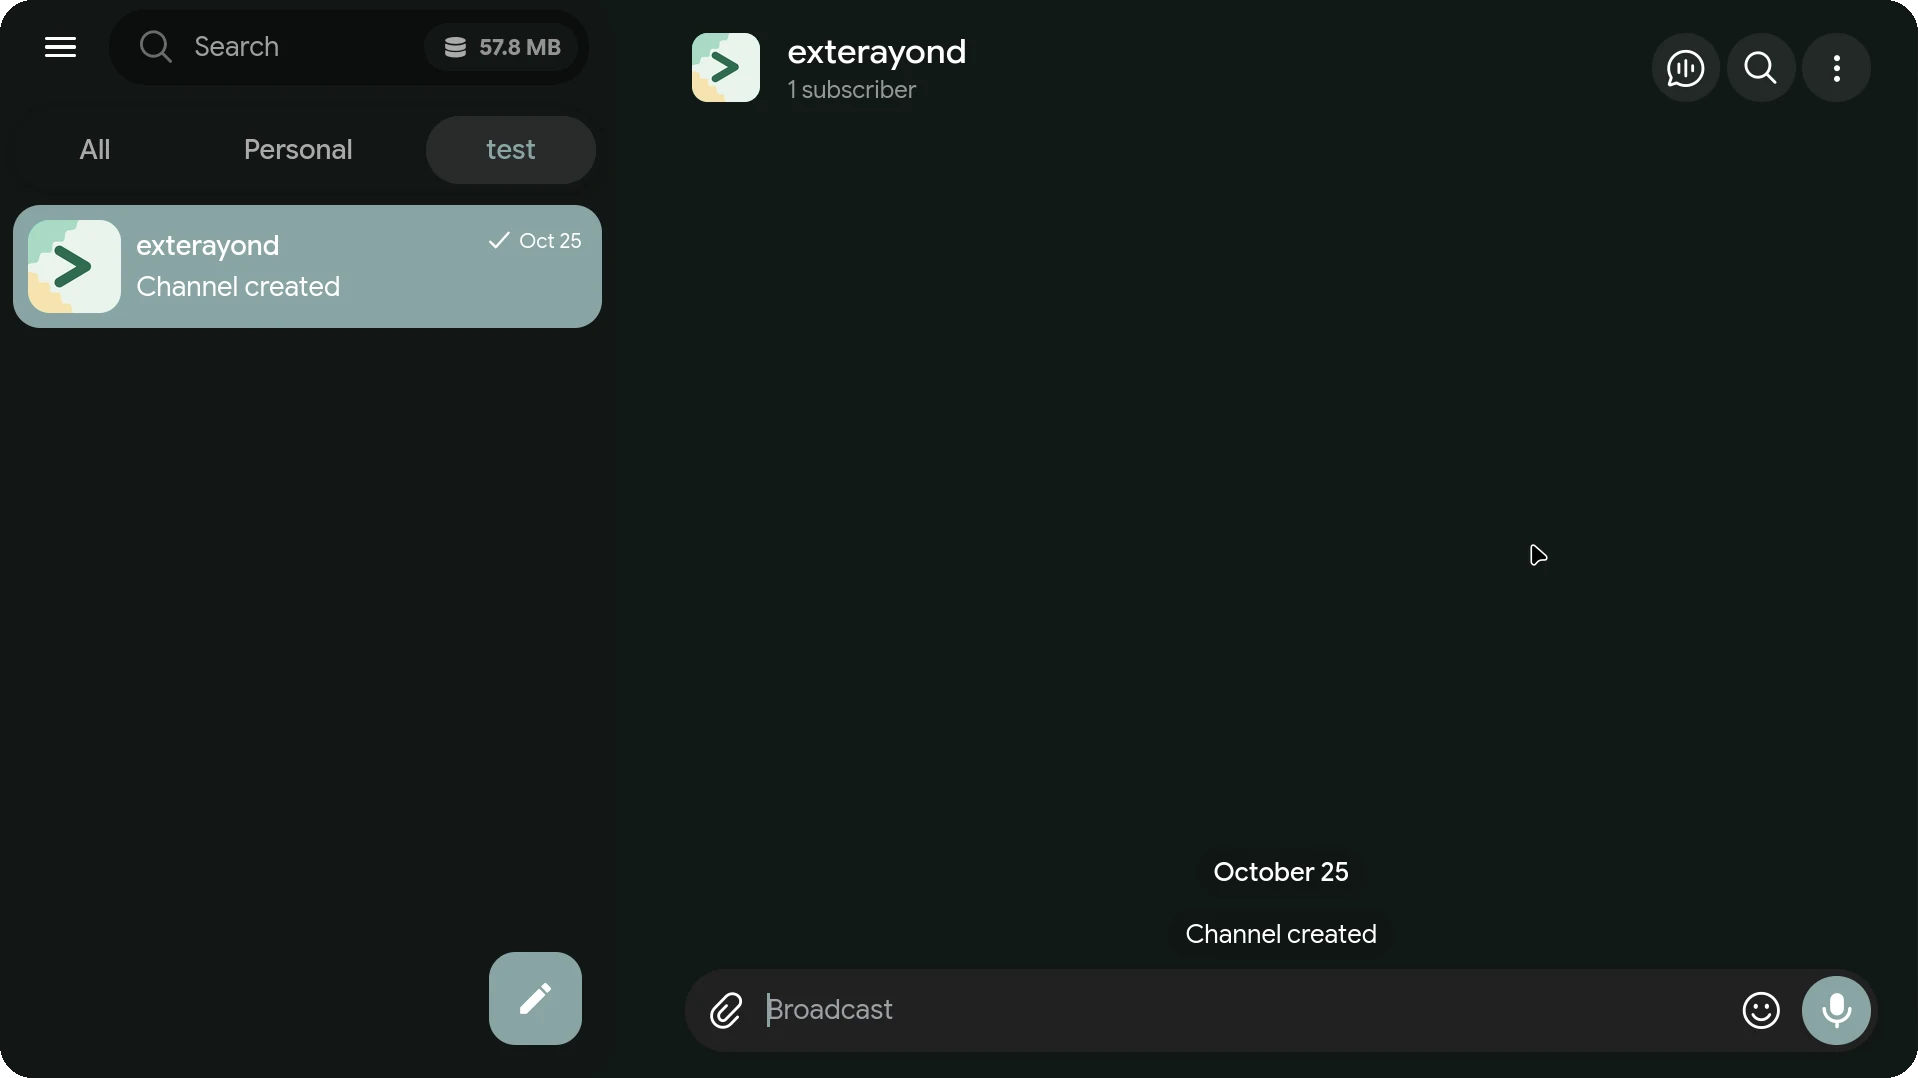 Search
57.8 MB
All
Personal
test
exterayond
Oct 25
Channel created
exterayond
1 subscriber
October 25
Channel created
Broadcast